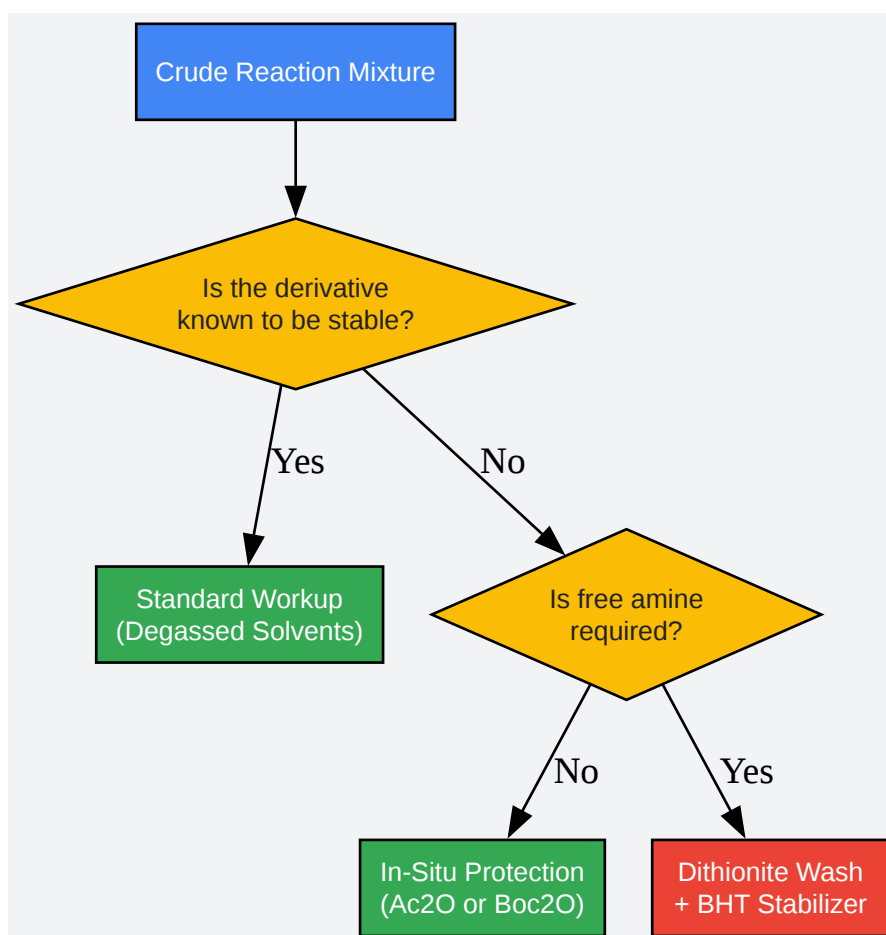 Crude Reaction Mixture
Is the derivative
known to be stable?
Yes
No
Standard Workup
(Degassed Solvents)
Is free amine
required?
No
Yes
In-Situ Protection
(Ac2O or Boc2O)
Dithionite Wash
+ BHT Stabilizer